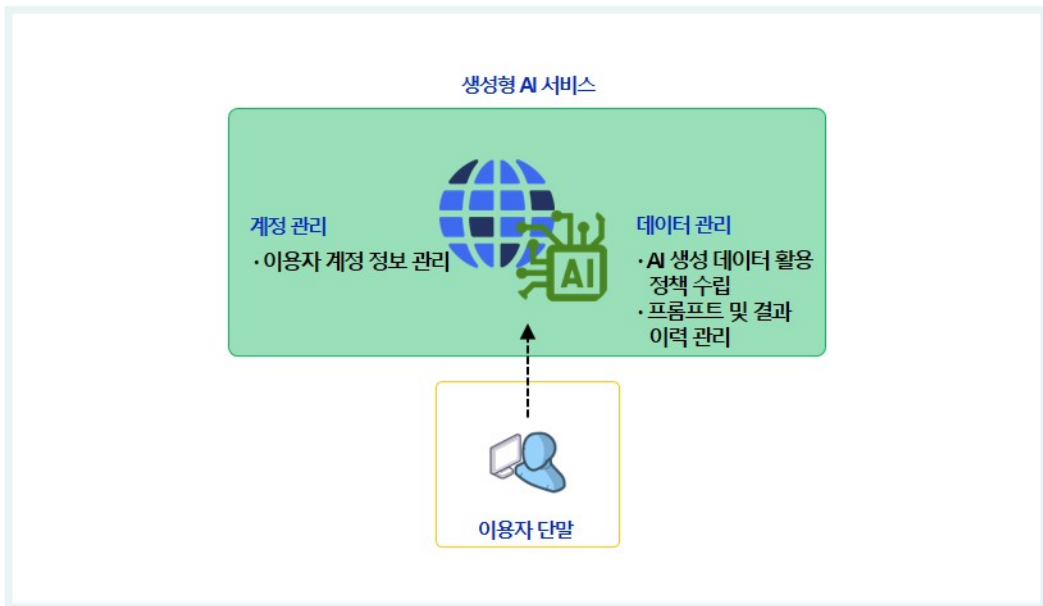 생성형 AI 서비스
계정 관리
· 이용자 계정 정보 관리
AI
데이터 관리
· AI 생성 데이터 활용
정책 수립
· 프롬프트 및 결과
이력 관리
이용자 단말